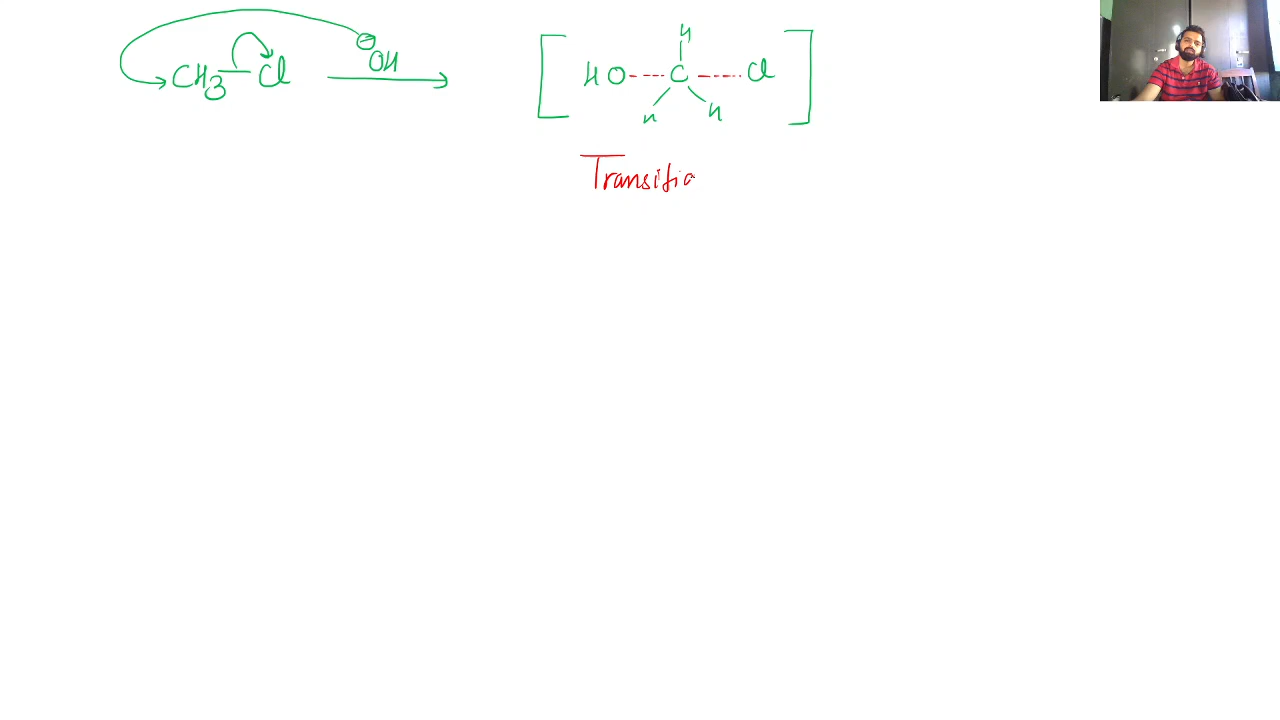 CH3—Cl ⊖OH ⟶ [ HO---C---Cl ]
H
H H
Transitio